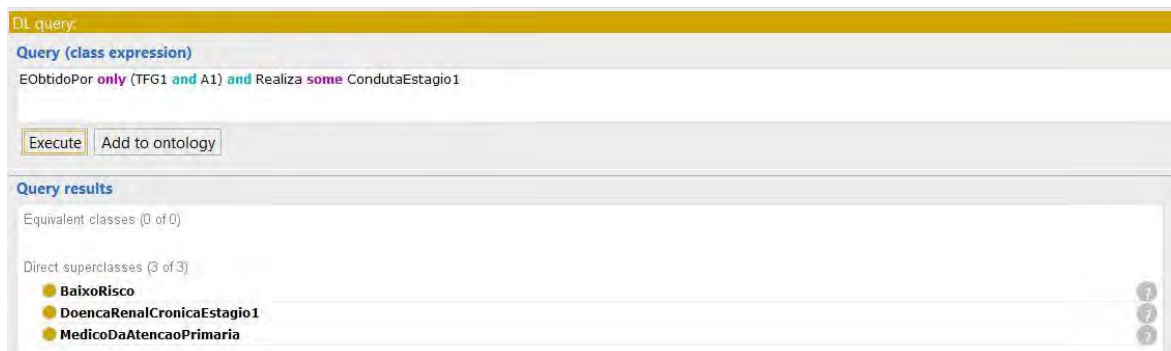 DL query:
Query (class expression)
EObtidoPor only (TFG1 and A1) and Realiza some CondutaEstagio1
Execute Add to ontology
Query results
Equivalent classes (0 of 0)
Direct superclasses (3 of 3)
BaixoRisco ?
DoencaRenalCronicaEstagio1 ?
MedicoDaAtencaoPrimaria ?